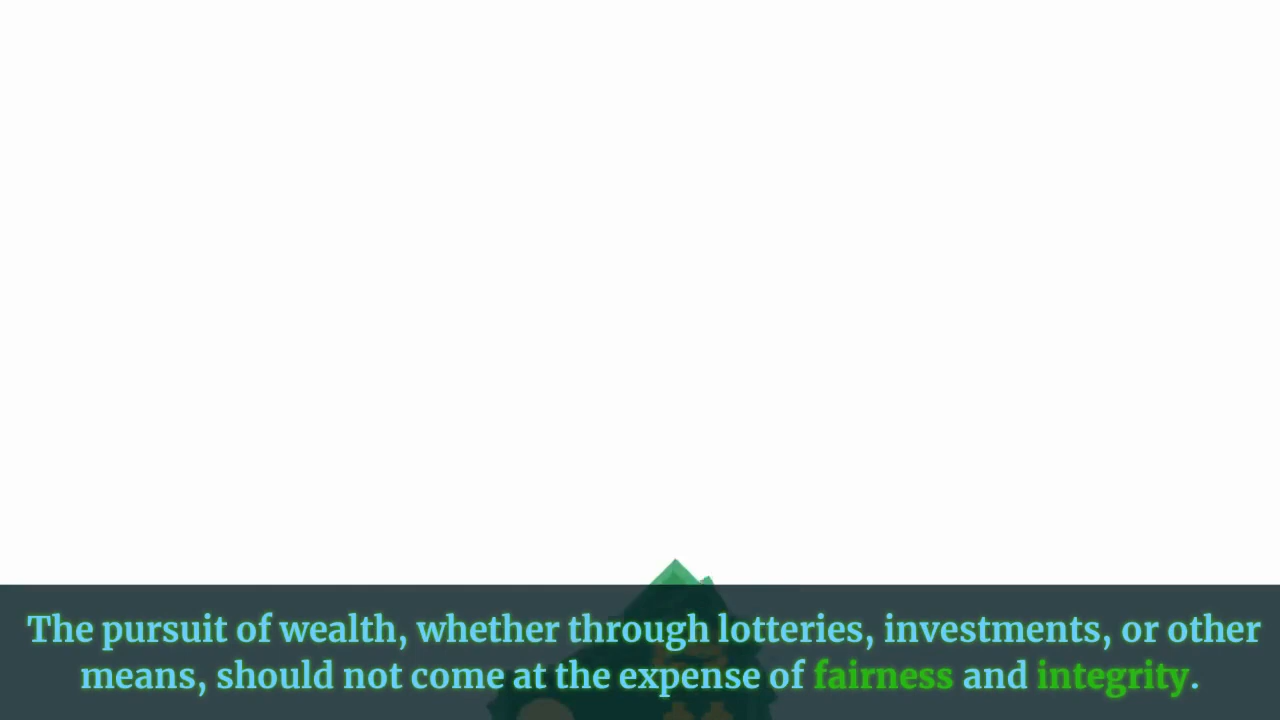 The pursuit of wealth, whether through lotteries, investments, or other
means, should not come at the expense of fairness and integrity.